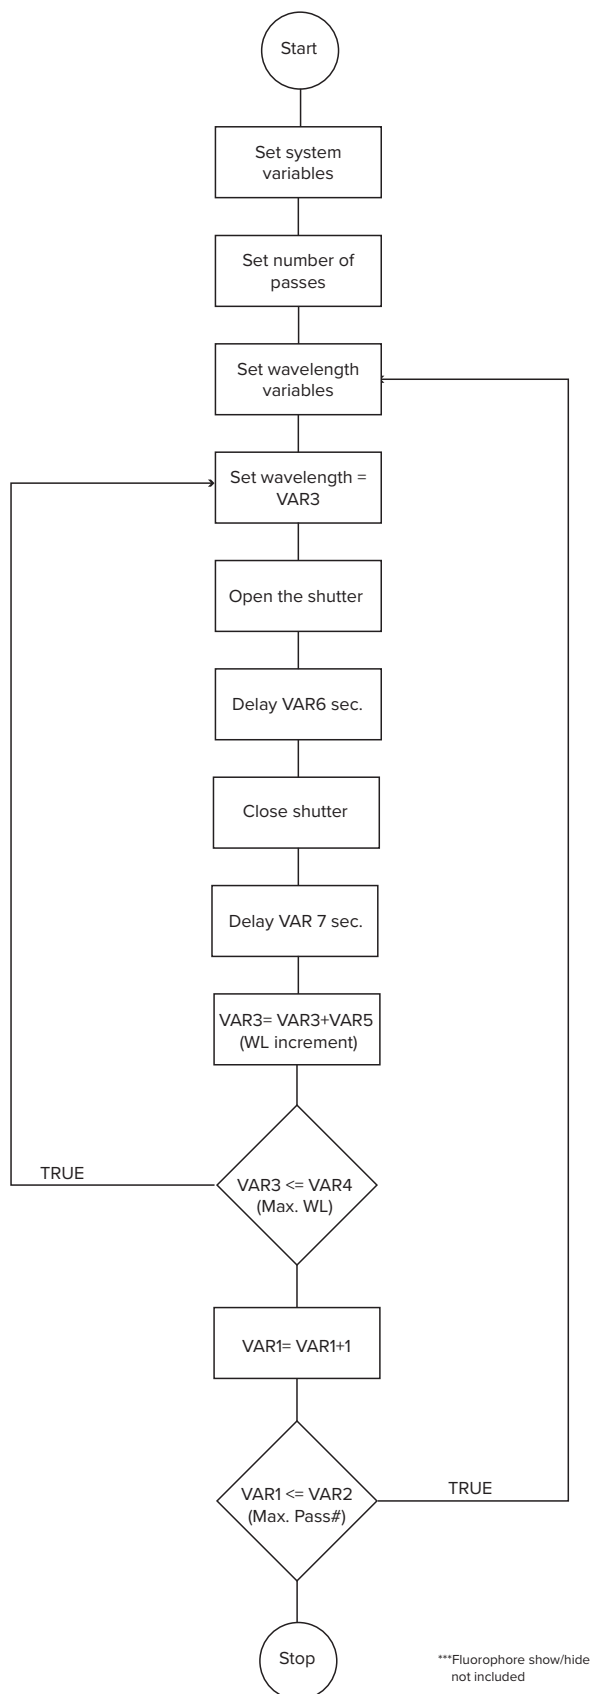 Start
Set system
variables
Set number of
passes
Set wavelength
variables
Set wavelength =
VAR3
Open the shutter
Delay VAR6 sec.
Close shutter
Delay VAR 7 sec.
VAR3= VAR3+VAR5
(WL increment)
TRUE
VAR3 <= VAR4
(Max. WL)
VAR1= VAR1+1
VAR1 <= VAR2
(Max. Pass#)
TRUE
Stop
***Fluorophore show/hide
not included